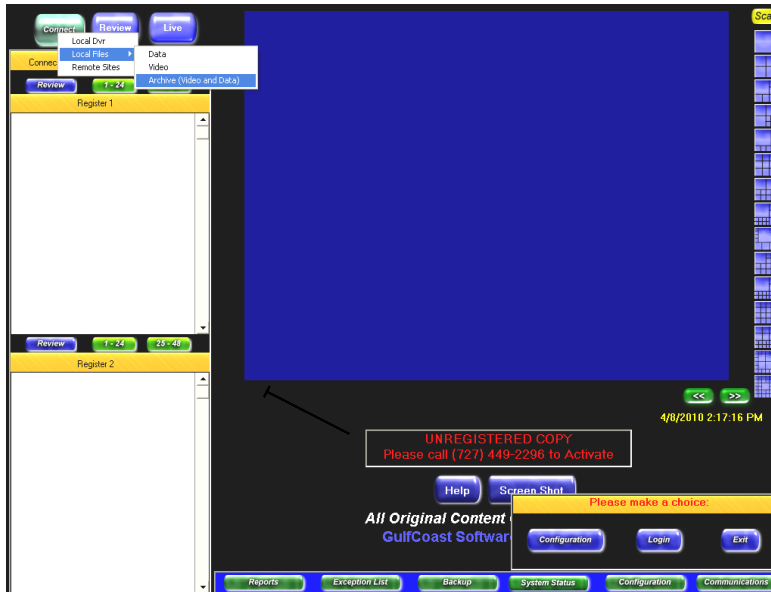 Connect
Review
Live
Sca
Local Dvr
Local Files
Remote Sites
Data
Video
Archive (Video and Data)
Connec
Review
1 - 24
Register 1
Review
1 - 24
25 - 48
Register 2
<<
>>
4/8/2010 2:17:16 PM
UNREGISTERED COPY
Please call (727) 449-2296 to Activate
Help
Screen Shot
All Original Content
GulfCoast Softwar
Please make a choice:
Configuration
Login
Exit
Reports
Exception List
Backup
System Status
Configuration
Communications